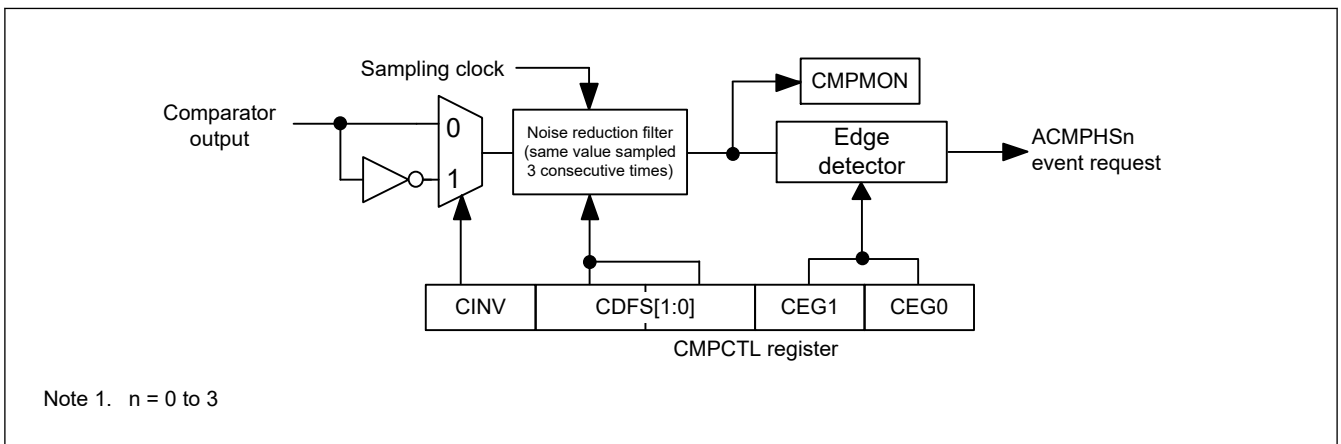 Sampling clock
CMPMON
Comparator
output
0
1
Noise reduction filter
(same value sampled
3 consecutive times)
Edge
detector
ACMPHSn
event request
CINV
CDFS[1:0]
CEG1
CEG0
CMPCTL register
Note 1. n = 0 to 3